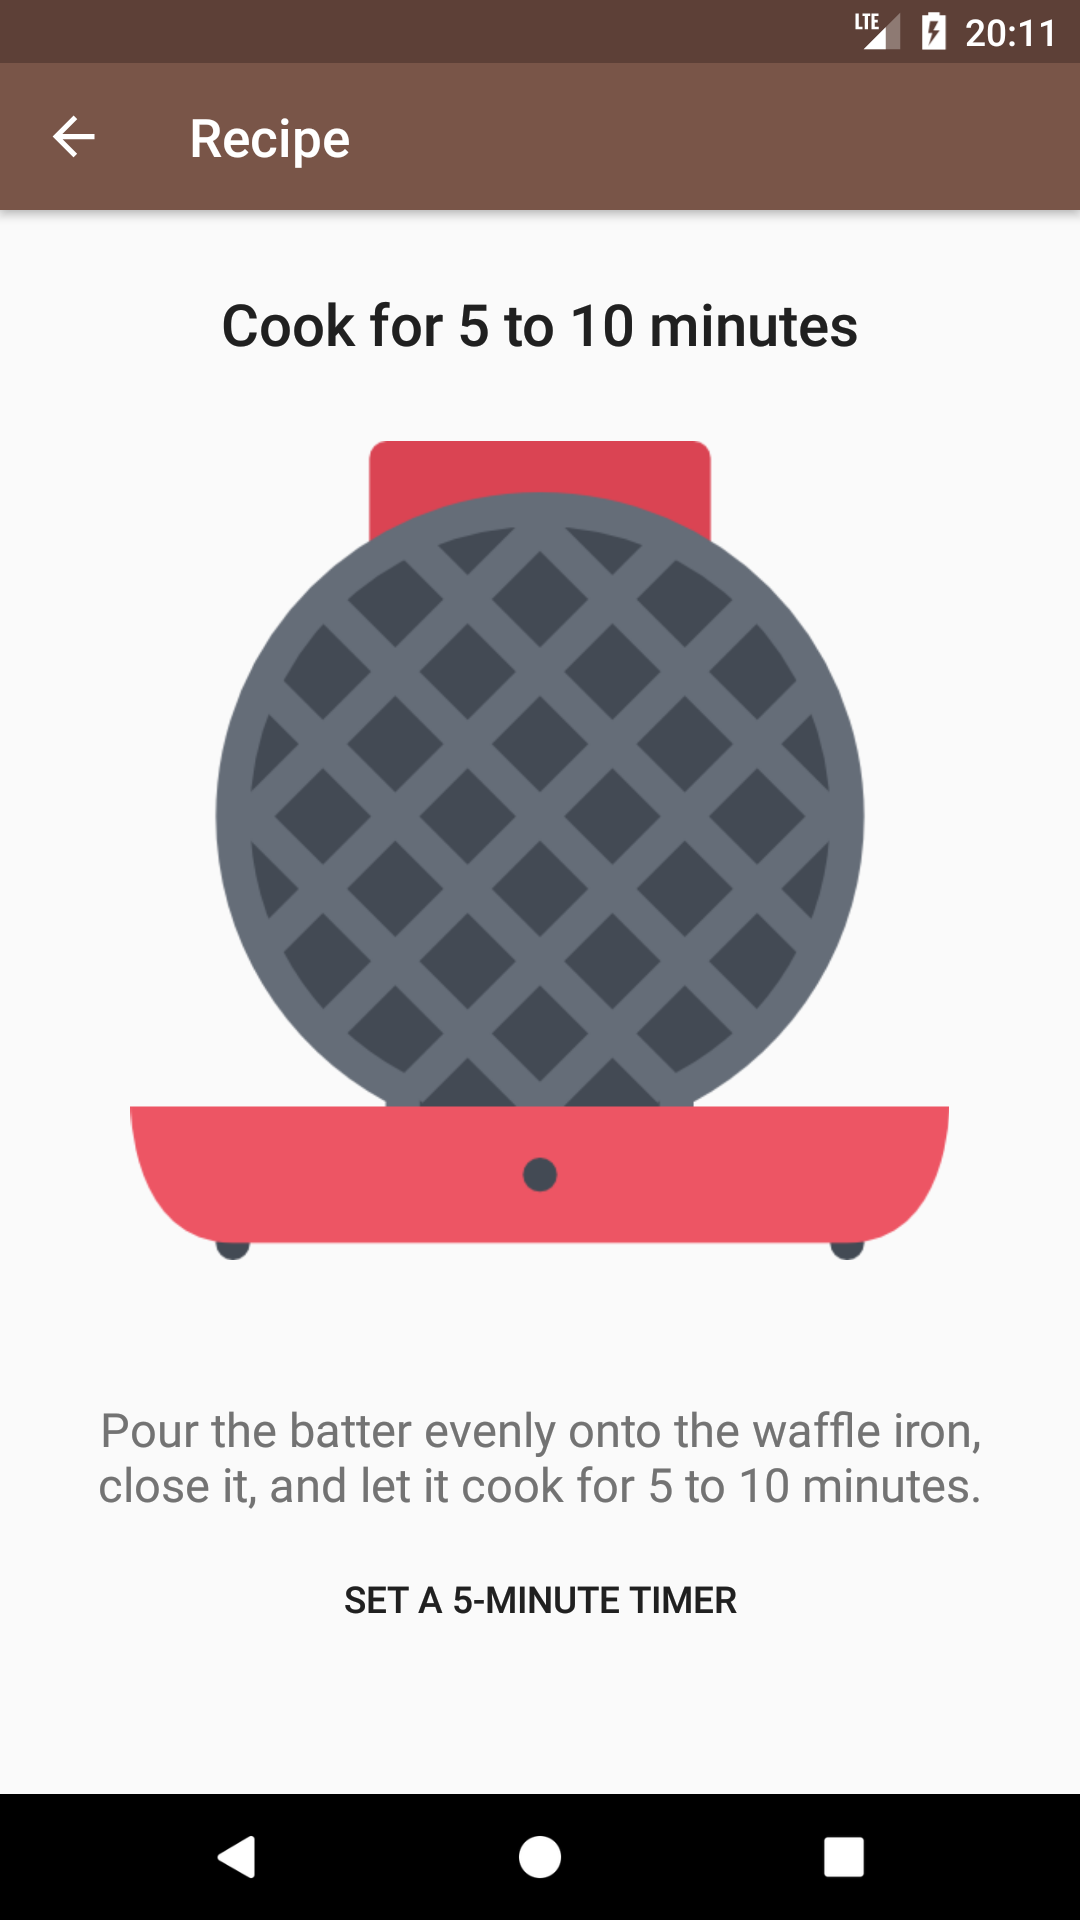 LTE 20:11
Recipe
Cook for 5 to 10 minutes
Pour the batter evenly onto the waffle iron,
close it, and let it cook for 5 to 10 minutes.
SET A 5-MINUTE TIMER